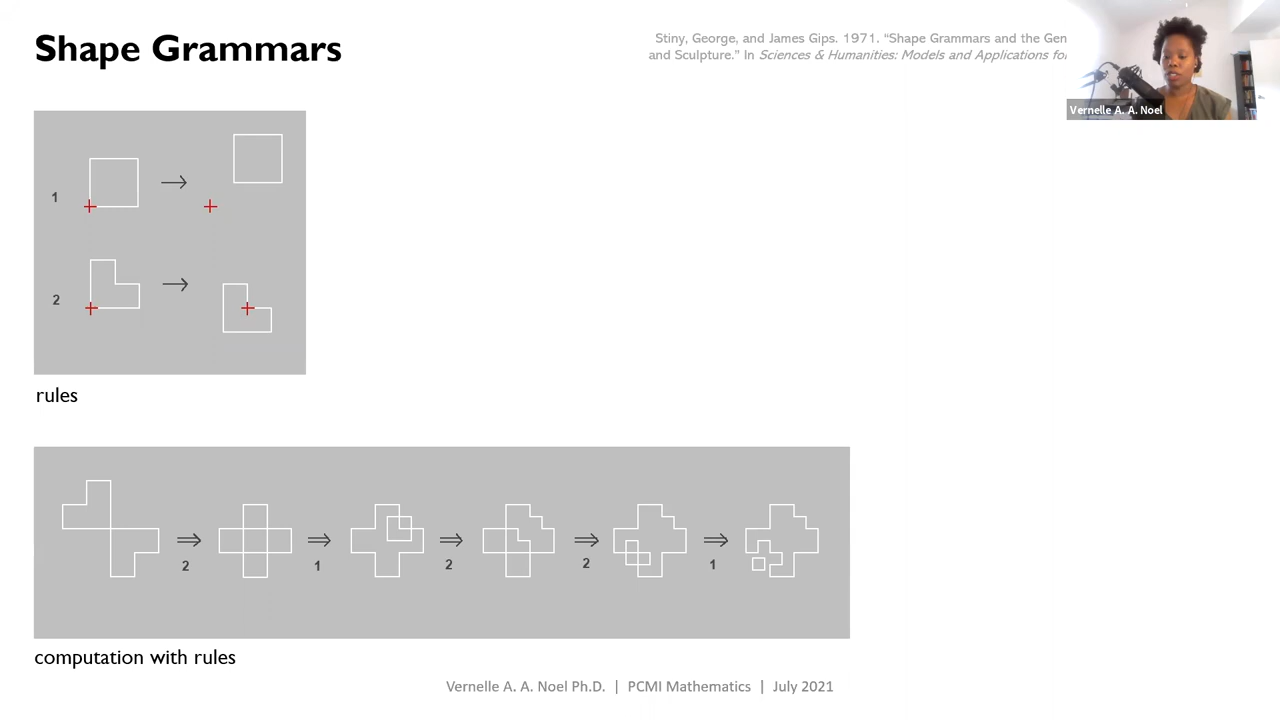 Shape Grammars
Stiny, George, and James Gips. 1971. “Shape Grammars and the Gen
and Sculpture.” In Sciences & Humanities: Models and Applications for
Vernelle A. A. Noel
1
2
rules
2
1
2
2
1
computation with rules
Vernelle A. A. Noel Ph.D. | PCMI Mathematics | July 2021